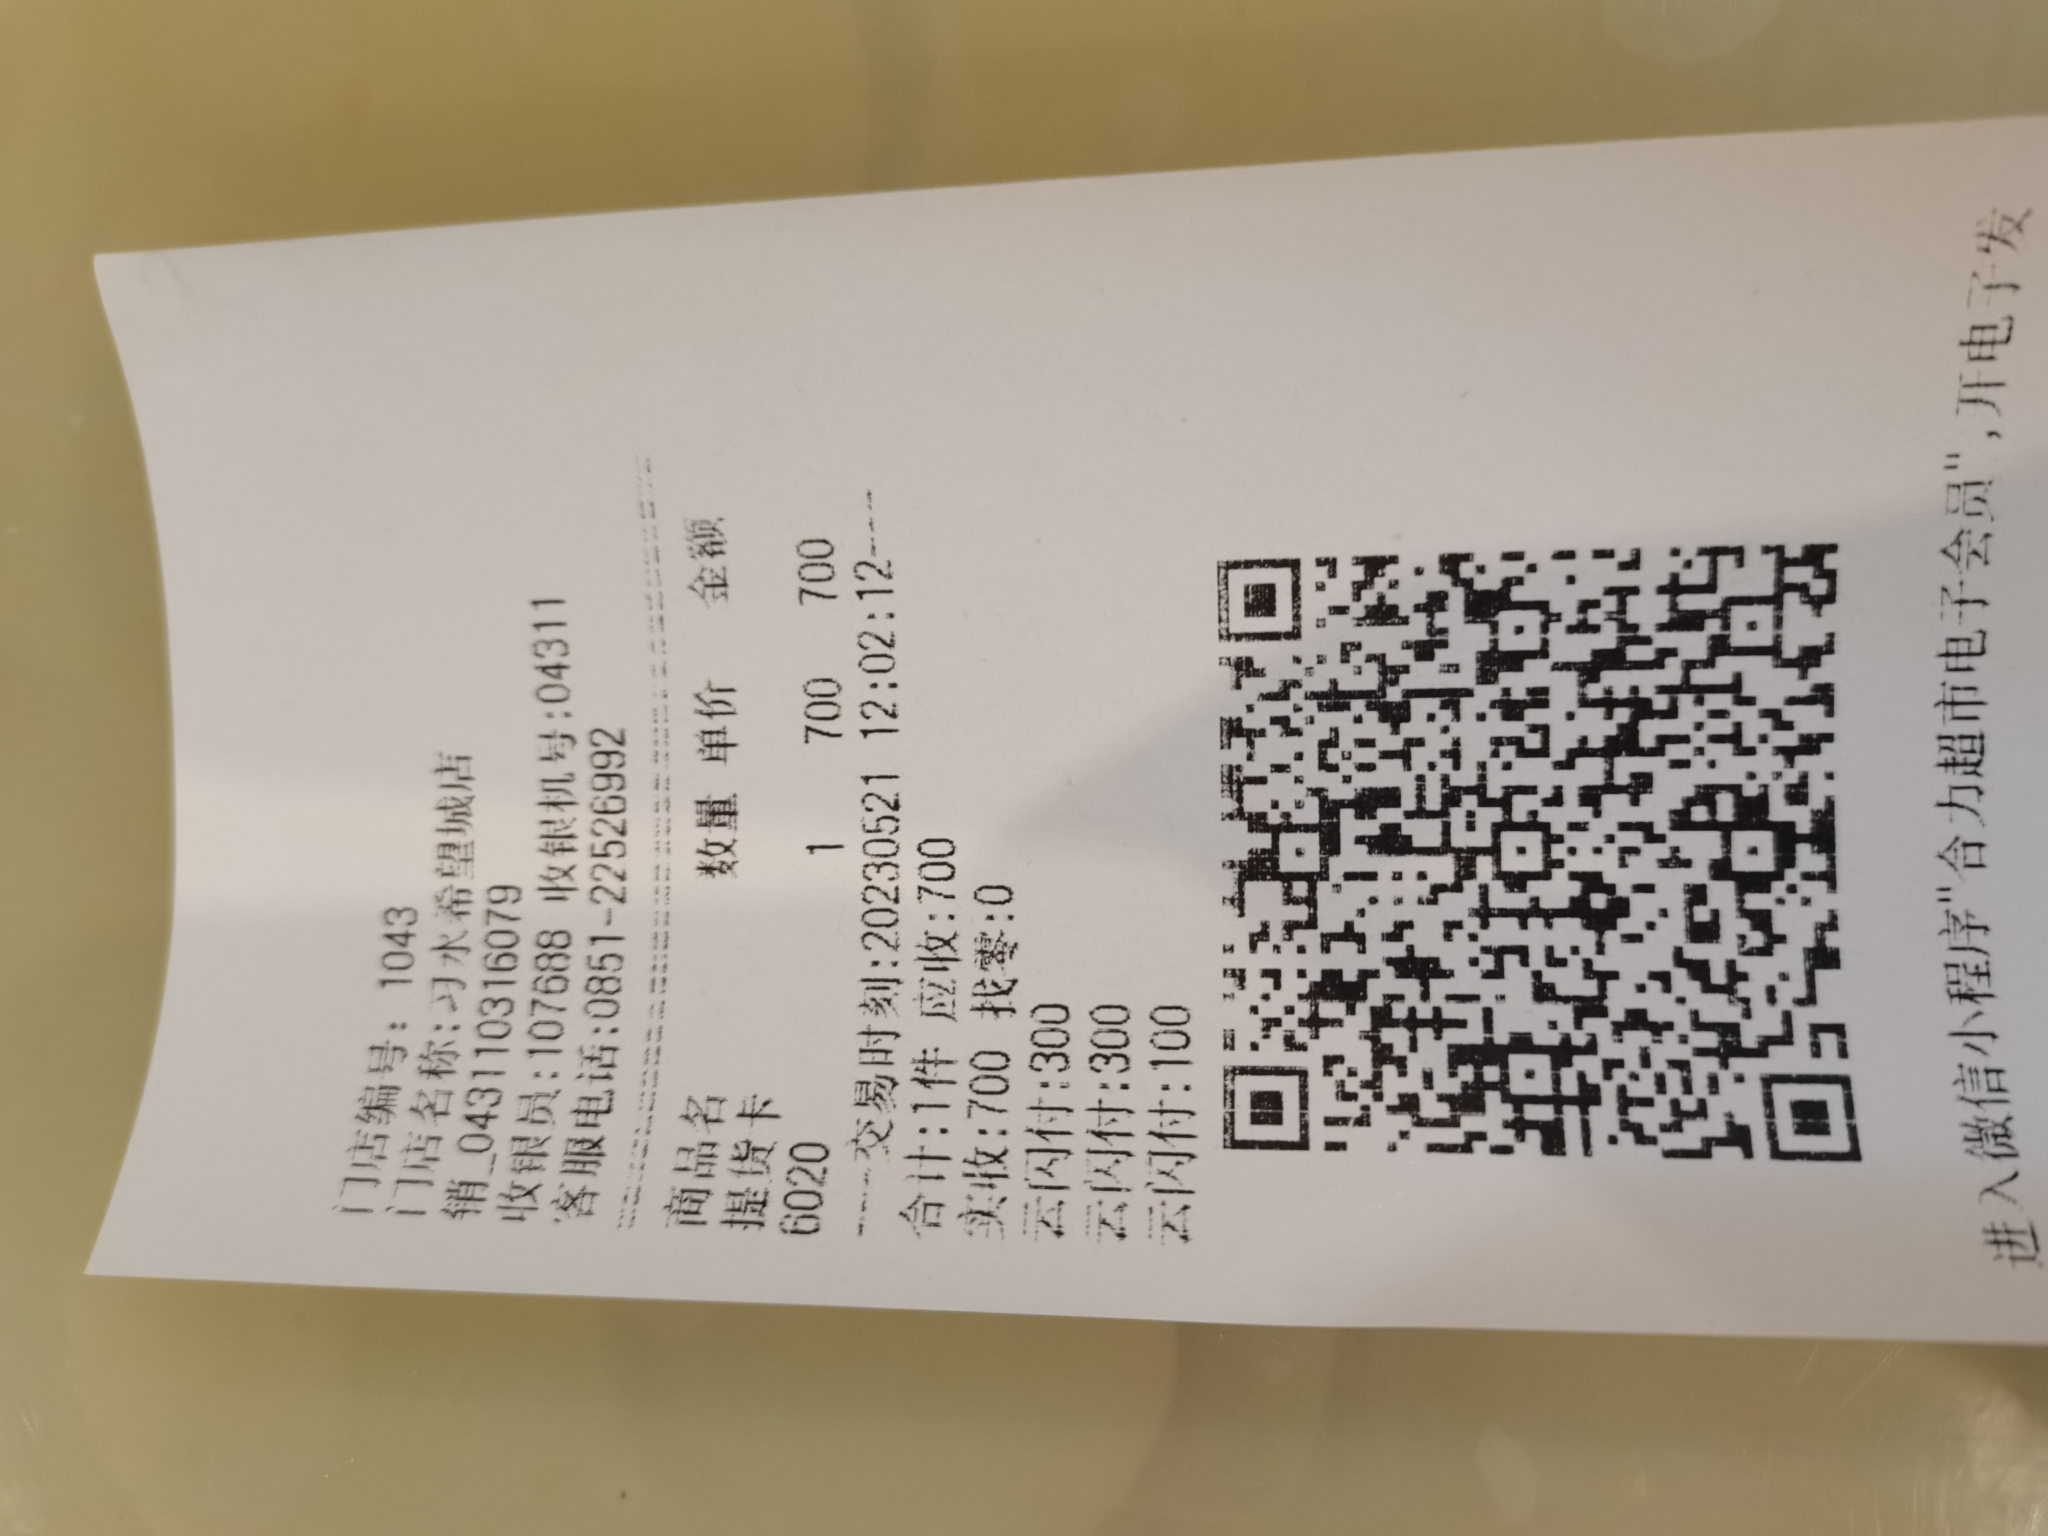 门店编号: 1043
门店名称:习水希望城店
销_0431103316079
收银员:107688 收银机号:04311
客服电话:0851-22526992
商品名 数量 单价 金额
提货卡
6020 1 700 700
----交易时刻:20230521 12:02:12----
合计:1件 应收:700
实收:700 找零:0
云闪付:300
云闪付:300
云闪付:100
进入微信小程序"合力超市电子会员",开电子发